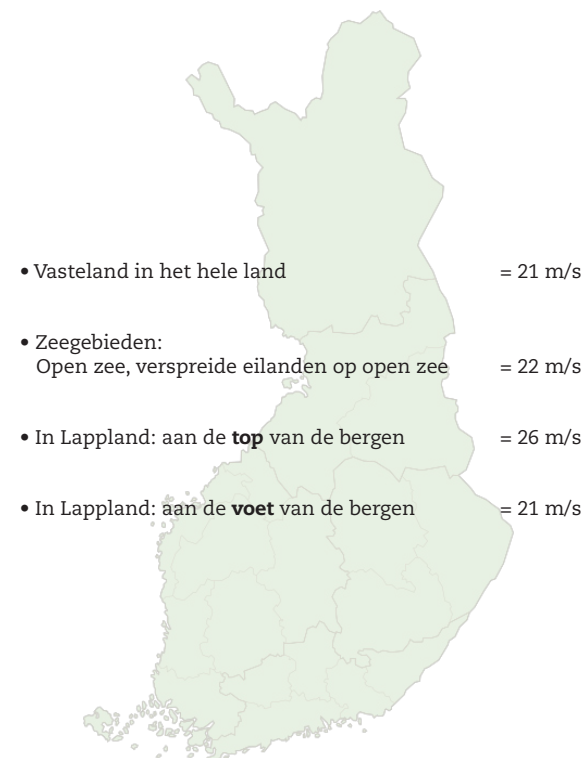 • Vasteland in het hele land = 21 m/s
• Zeegebieden:
Open zee, verspreide eilanden op open zee = 22 m/s
• In Lappland: aan de top van de bergen = 26 m/s
• In Lappland: aan de voet van de bergen = 21 m/s